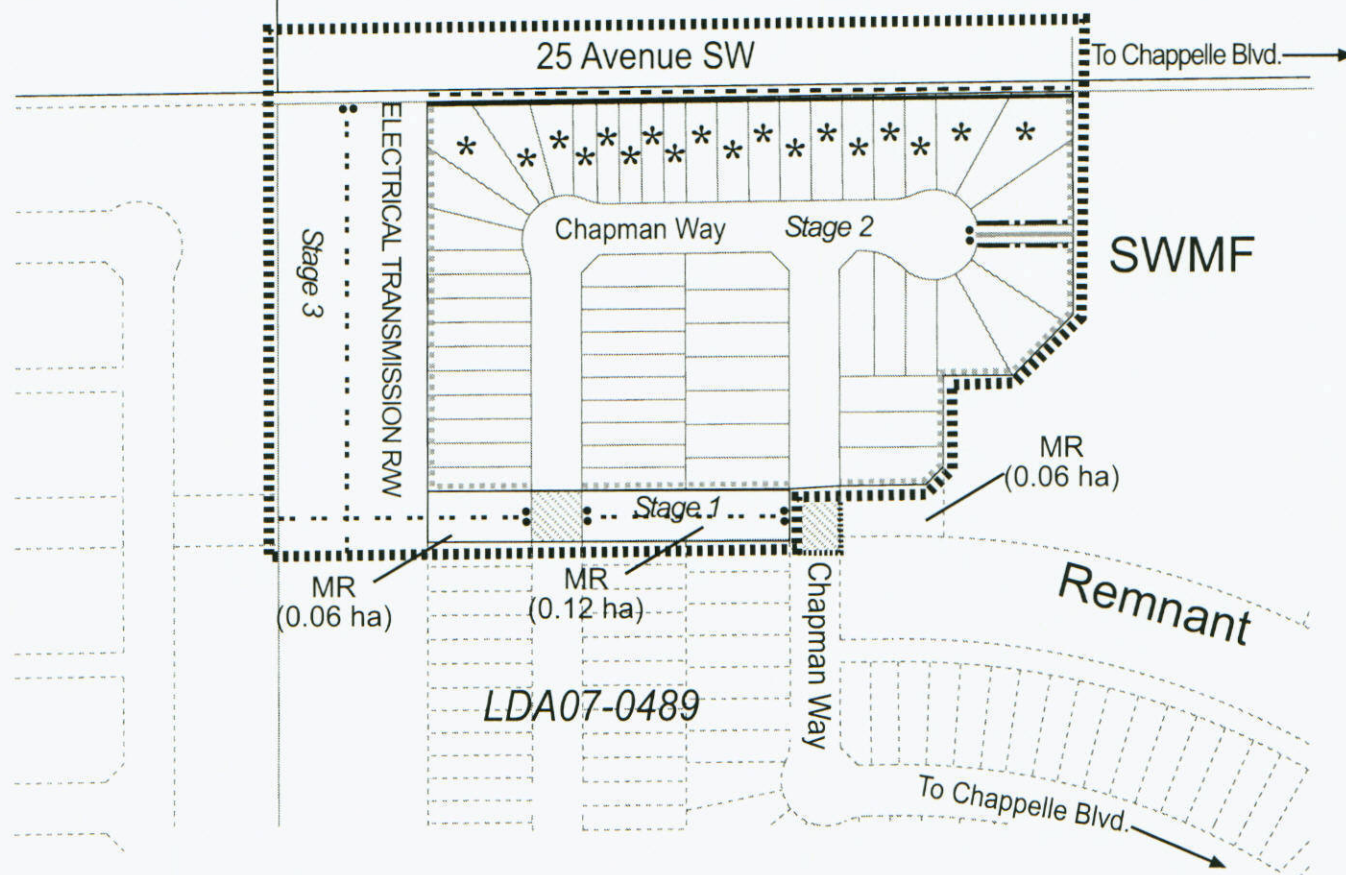 25 Avenue SW
To Chappelle Blvd.
ELECTRICAL TRANSMISSION R/W
* * * * * * * * * * * * * * * * * *
Chapman Way
Stage 2
Stage 3
SWMF
MR
(0.06 ha)
Stage 1
MR
(0.06 ha)
MR
(0.12 ha)
Chapman Way
Remnant
LDA07-0489
To Chappelle Blvd.